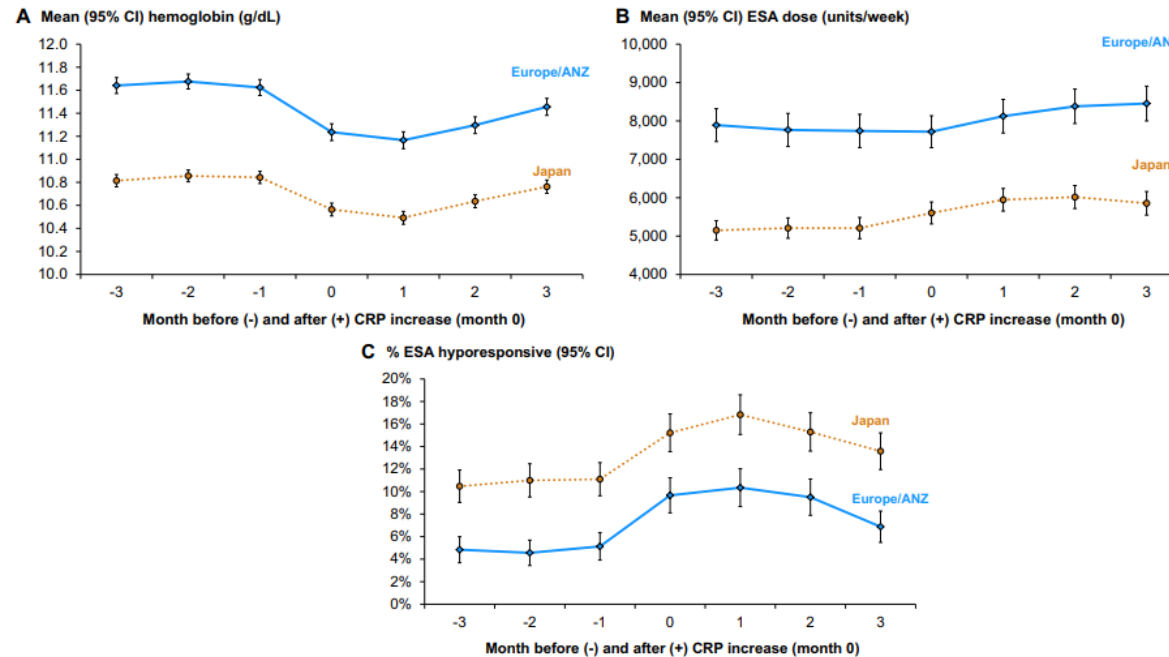 A Mean (95% CI) hemoglobin (g/dL)
12.0
11.8
11.6
11.4
11.2
11.0
10.8
10.6
10.4
10.2
10.0
Europe/ANZ
Japan
-3 -2 -1 0 1 2 3
Month before (-) and after (+) CRP increase (month 0)
B Mean (95% CI) ESA dose (units/week)
10,000
9,000
8,000
7,000
6,000
5,000
4,000
Europe/AN
Japan
-3 -2 -1 0 1 2 3
Month before (-) and after (+) CRP increase (month 0)
C % ESA hyporesponsive (95% CI)
20%
18%
16%
14%
12%
10%
8%
6%
4%
2%
0%
Japan
Europe/ANZ
-3 -2 -1 0 1 2 3
Month before (-) and after (+) CRP increase (month 0)